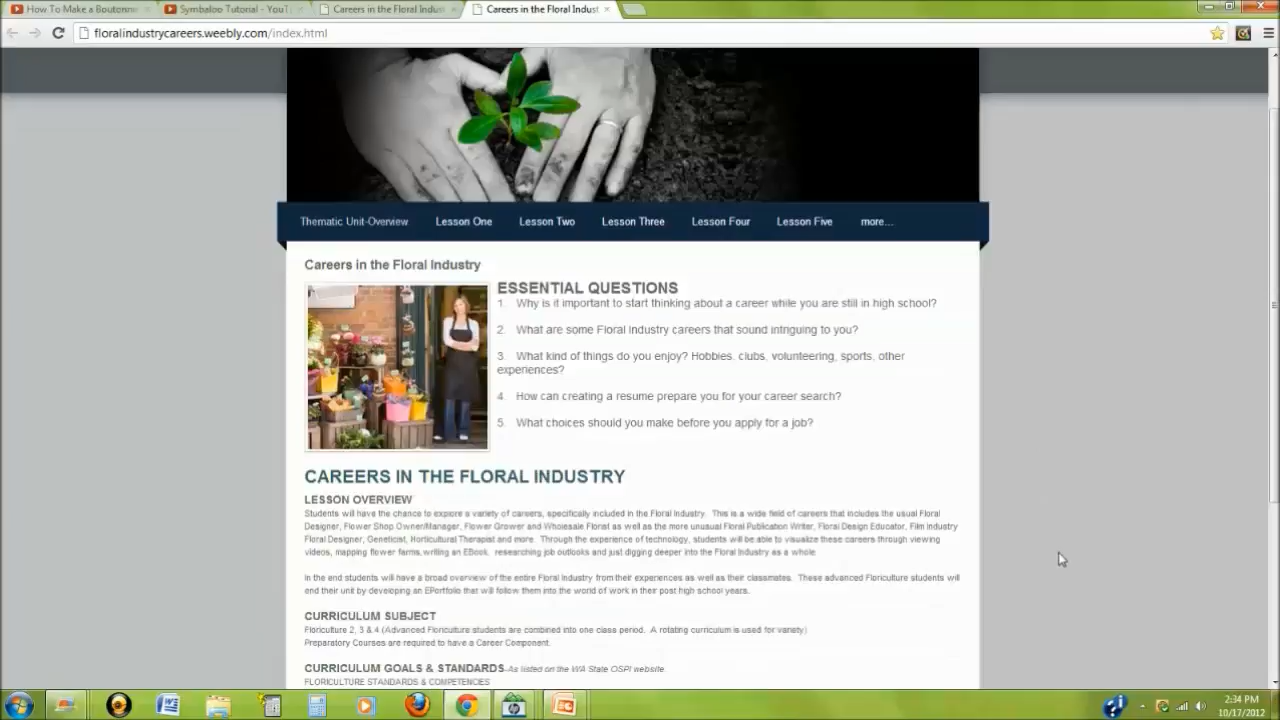 How To Make a Boutonne
Symbaloo Tutorial - YouT
Careers in the Floral Indust
Careers in the Floral Indust
floralindustrycareers.weebly.com/index.html
Thematic Unit-Overview Lesson One Lesson Two Lesson Three Lesson Four Lesson Five more...
Careers in the Floral Industry
ESSENTIAL QUESTIONS
1. Why is it important to start thinking about a career while you are still in high school?
2. What are some Floral Industry careers that sound intriguing to you?
3. What kind of things do you enjoy? Hobbies, clubs, volunteering, sports, other
experiences?
4. How can creating a resume prepare you for your career search?
5. What choices should you make before you apply for a job?
CAREERS IN THE FLORAL INDUSTRY
LESSON OVERVIEW
Students will have the chance to explore a variety of careers, specifically included in the Floral Industry. This is a wide field of careers that includes the usual Floral
Designer, Flower Shop Owner/Manager, Flower Grower and Wholesale Florist as well as the more unusual Floral Publication Writer, Floral Design Educator, Film Industry
Floral Designer, Geneticist, Horticultural Therapist and more. Through the experience of technology, students will be able to visualize these careers through viewing
videos, mapping flower farms,writing an EBook, researching job outlooks and just digging deeper into the Floral Industry as a whole.
In the end students will have a broad overview of the entire Floral Industry from their experiences as well as their classmates. These advanced Floriculture students will
end their unit by developing an EPortfolio that will follow them into the world of work in their post high school years.
CURRICULUM SUBJECT
Floriculture 2, 3 & 4 (Advanced Floriculture students are combined into one class period. A rotating curriculum is used for variety)
Preparatory Courses are required to have a Career Component.
CURRICULUM GOALS & STANDARDS-As listed on the WA State OSPI website.
FLORICULTURE STANDARDS & COMPETENCIES
2:34 PM
10/17/2012